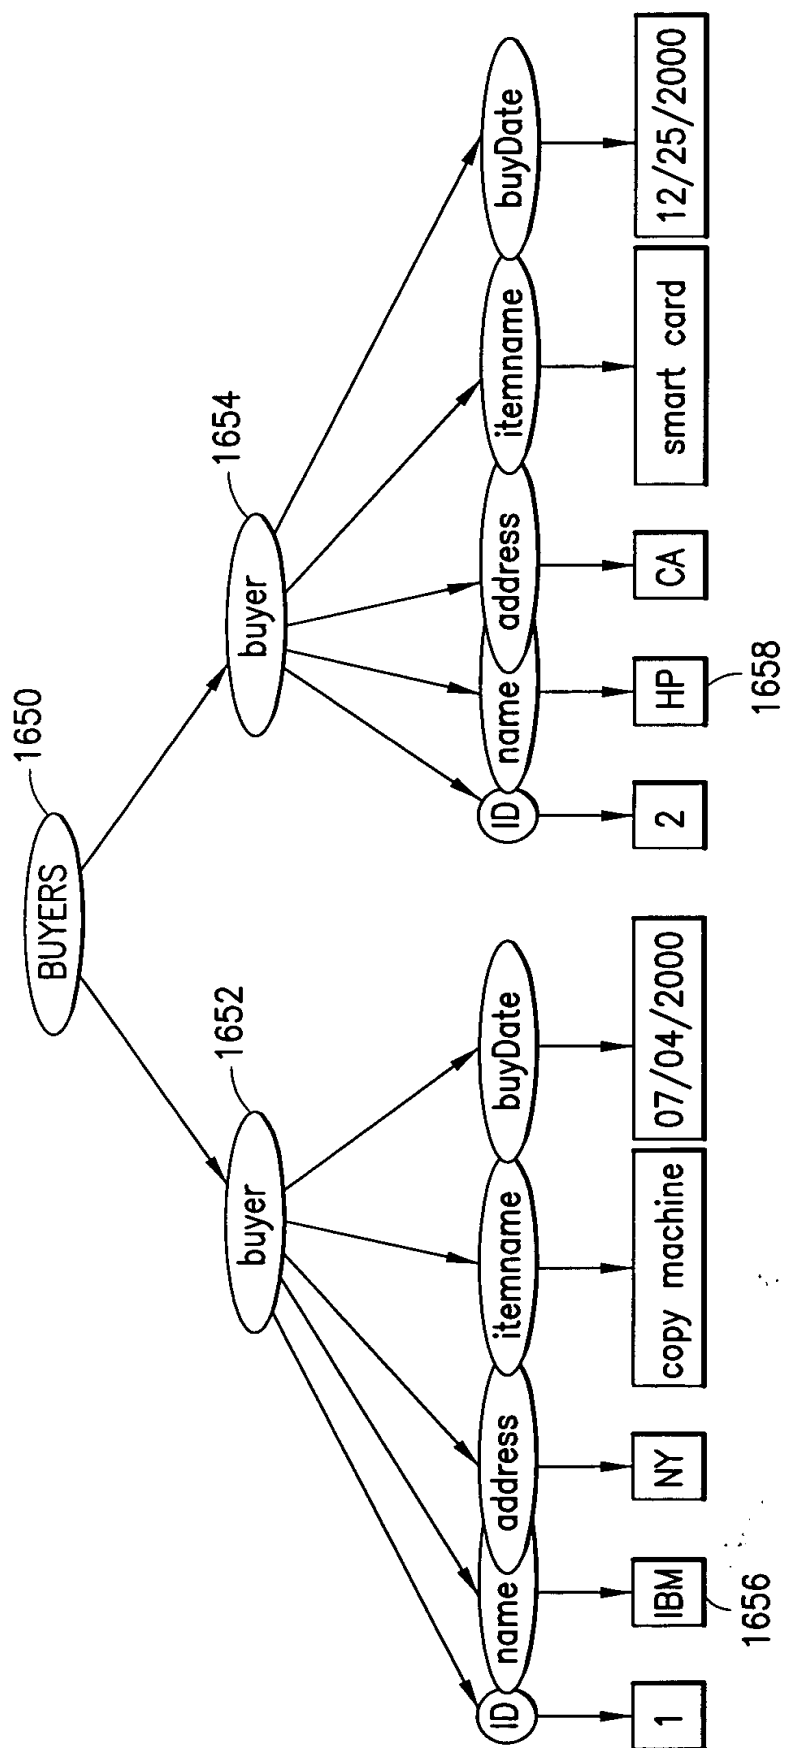 1650
BUYERS
1652
1654
buyer
buyer
ID
name
address
itemname
buyDate
ID
name
address
itemname
buyDate
1
IBM
NY
copy machine
07/04/2000
2
HP
CA
smart card
12/25/2000
1656
1658